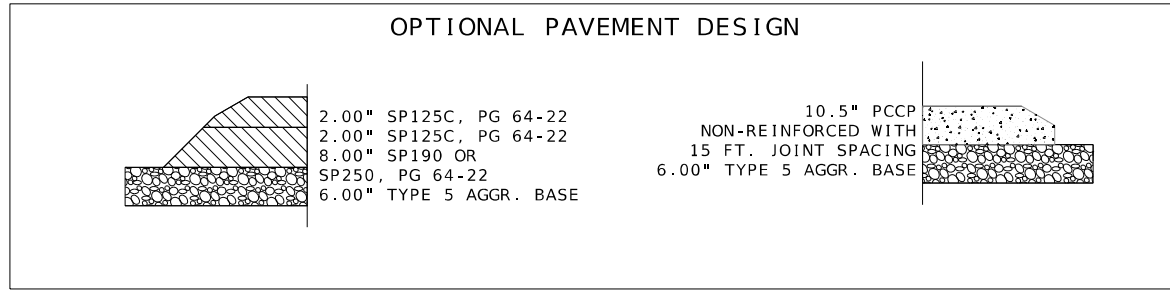 OPTIONAL PAVEMENT DESIGN
2.00" SP125C, PG 64-22
2.00" SP125C, PG 64-22
8.00" SP190 OR
SP250, PG 64-22
6.00" TYPE 5 AGGR. BASE
10.5" PCCP
NON-REINFORCED WITH
15 FT. JOINT SPACING
6.00" TYPE 5 AGGR. BASE